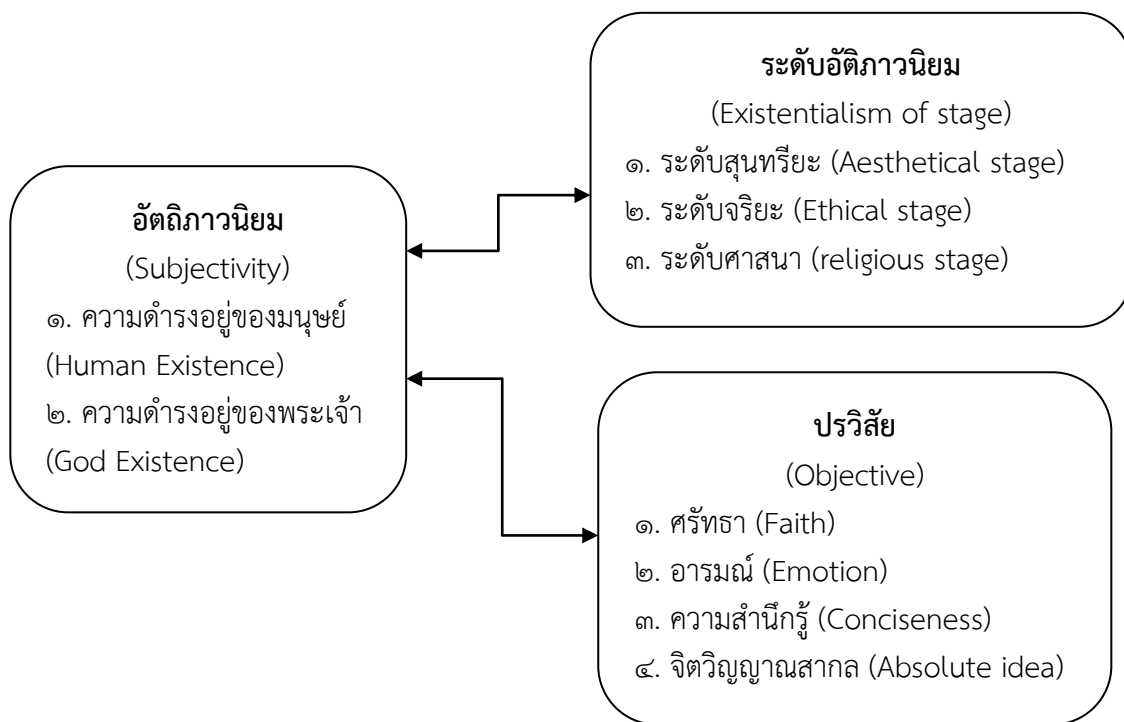 อัตถิภาวนิยม
(Subjectivity)
๑. ความดำรงอยู่ของมนุษย์
(Human Existence)
๒. ความดำรงอยู่ของพระเจ้า
(God Existence)
ระดับอัติภาวนิยม
(Existentialism of stage)
๑. ระดับสุนทรียะ (Aesthetical stage)
๒. ระดับจริยะ (Ethical stage)
๓. ระดับศาสนา (religious stage)
ปรวิสัย
(Objective)
๑. ศรัทธา (Faith)
๒. อารมณ์ (Emotion)
๓. ความสำนึกรู้ (Conciseness)
๔. จิตวิญญาณสากล (Absolute idea)